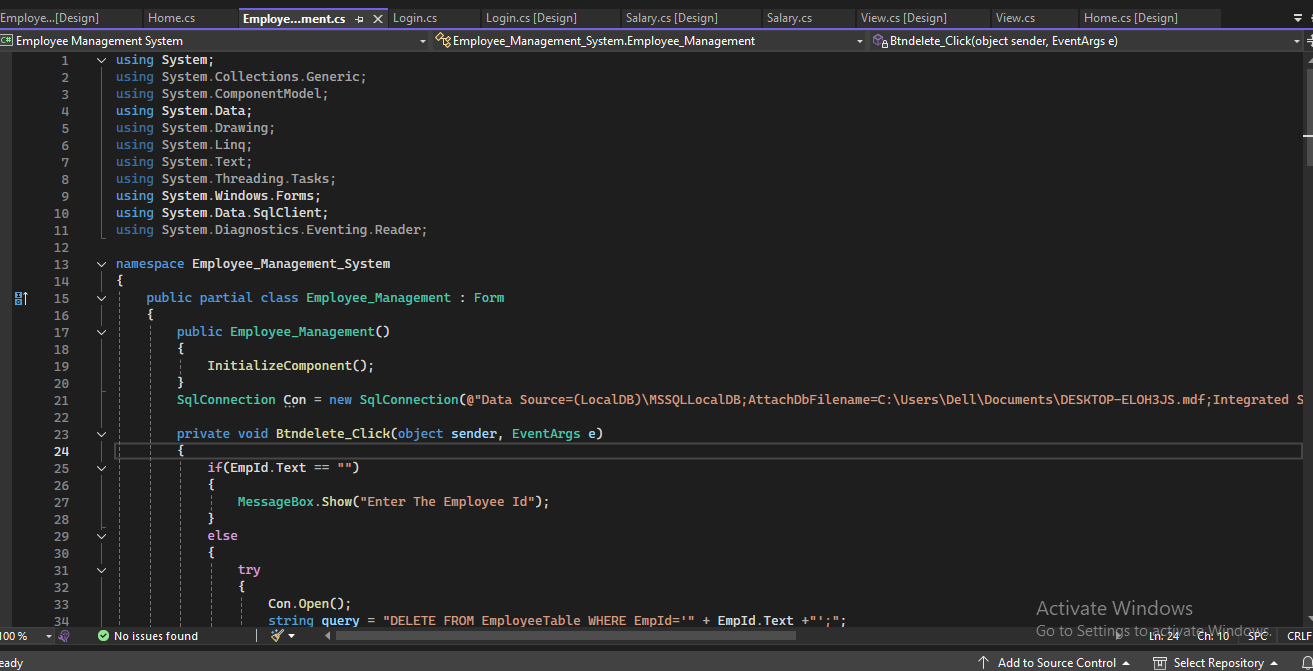 Employe...[Design] Home.cs Employe...ment.cs Login.cs Login.cs [Design] Salary.cs [Design] Salary.cs View.cs [Design] View.cs Home.cs [Design]
C# Employee Management System Employee_Management_System.Employee_Management Btndelete_Click(object sender, EventArgs e)
1 using System;
2 using System.Collections.Generic;
3 using System.ComponentModel;
4 using System.Data;
5 using System.Drawing;
6 using System.Linq;
7 using System.Text;
8 using System.Threading.Tasks;
9 using System.Windows.Forms;
10 using System.Data.SqlClient;
11 using System.Diagnostics.Eventing.Reader;
12
13 namespace Employee_Management_System
14 {
15 public partial class Employee_Management : Form
16 {
17 public Employee_Management()
18 {
19 InitializeComponent();
20 }
21 SqlConnection Con = new SqlConnection(@"Data Source=(LocalDB)\MSSQLLocalDB;AttachDbFilename=C:\Users\Dell\Documents\DESKTOP-ELOH3JS.mdf;Integrated S
22
23 private void Btndelete_Click(object sender, EventArgs e)
24 {
25 if(EmpId.Text == "")
26 {
27 MessageBox.Show("Enter The Employee Id");
28 }
29 else
30 {
31 try
32 {
33 Con.Open();
34 string query = "DELETE FROM EmployeeTable WHERE EmpId='" + EmpId.Text +"';";
Activate Windows
Go to Settings to activate Windows.
100 % No issues found Ln: 24 Ch: 10 SPC CRLF
eady Add to Source Control Select Repository